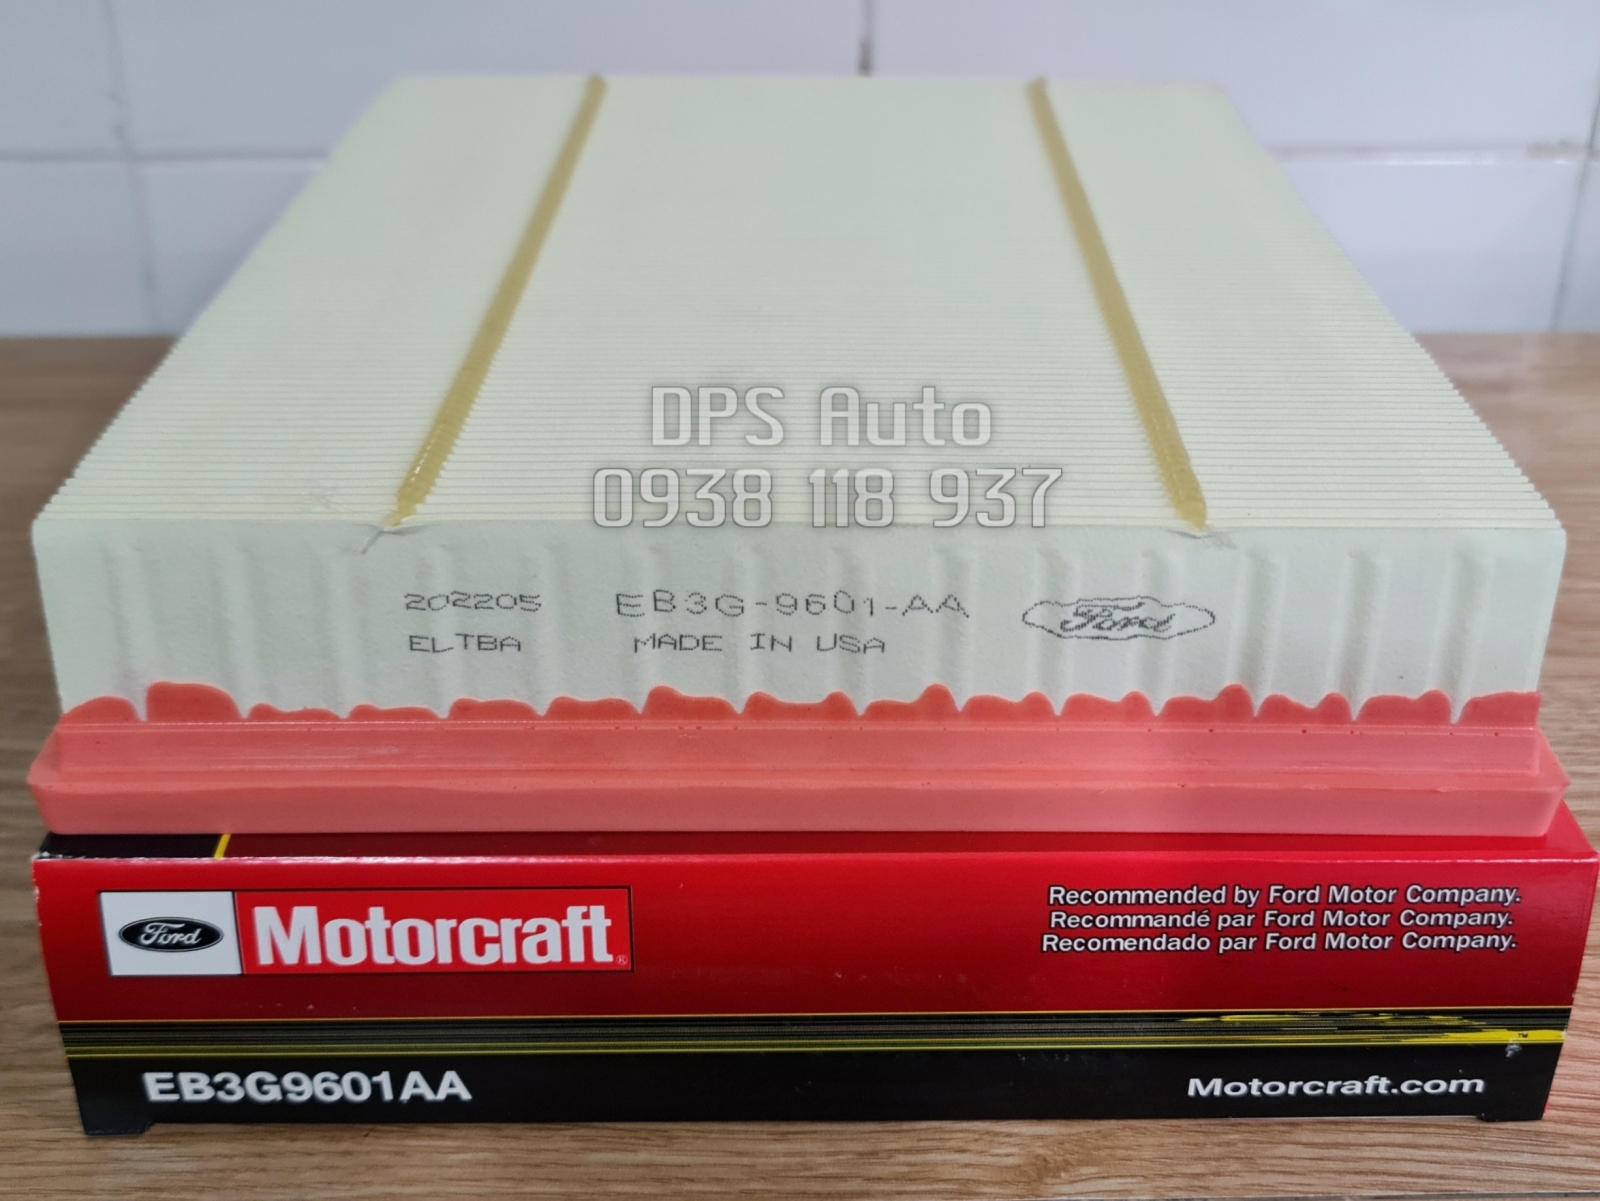 DPS Auto
0938 118 937
202205 EB3G-9601-AA Ford
ELTBA MADE IN USA
Ford Motorcraft®
Recommended by Ford Motor Company.
Recommandé par Ford Motor Company.
Recomendado par Ford Motor Company.
™
EB3G9601AA
Motorcraft.com